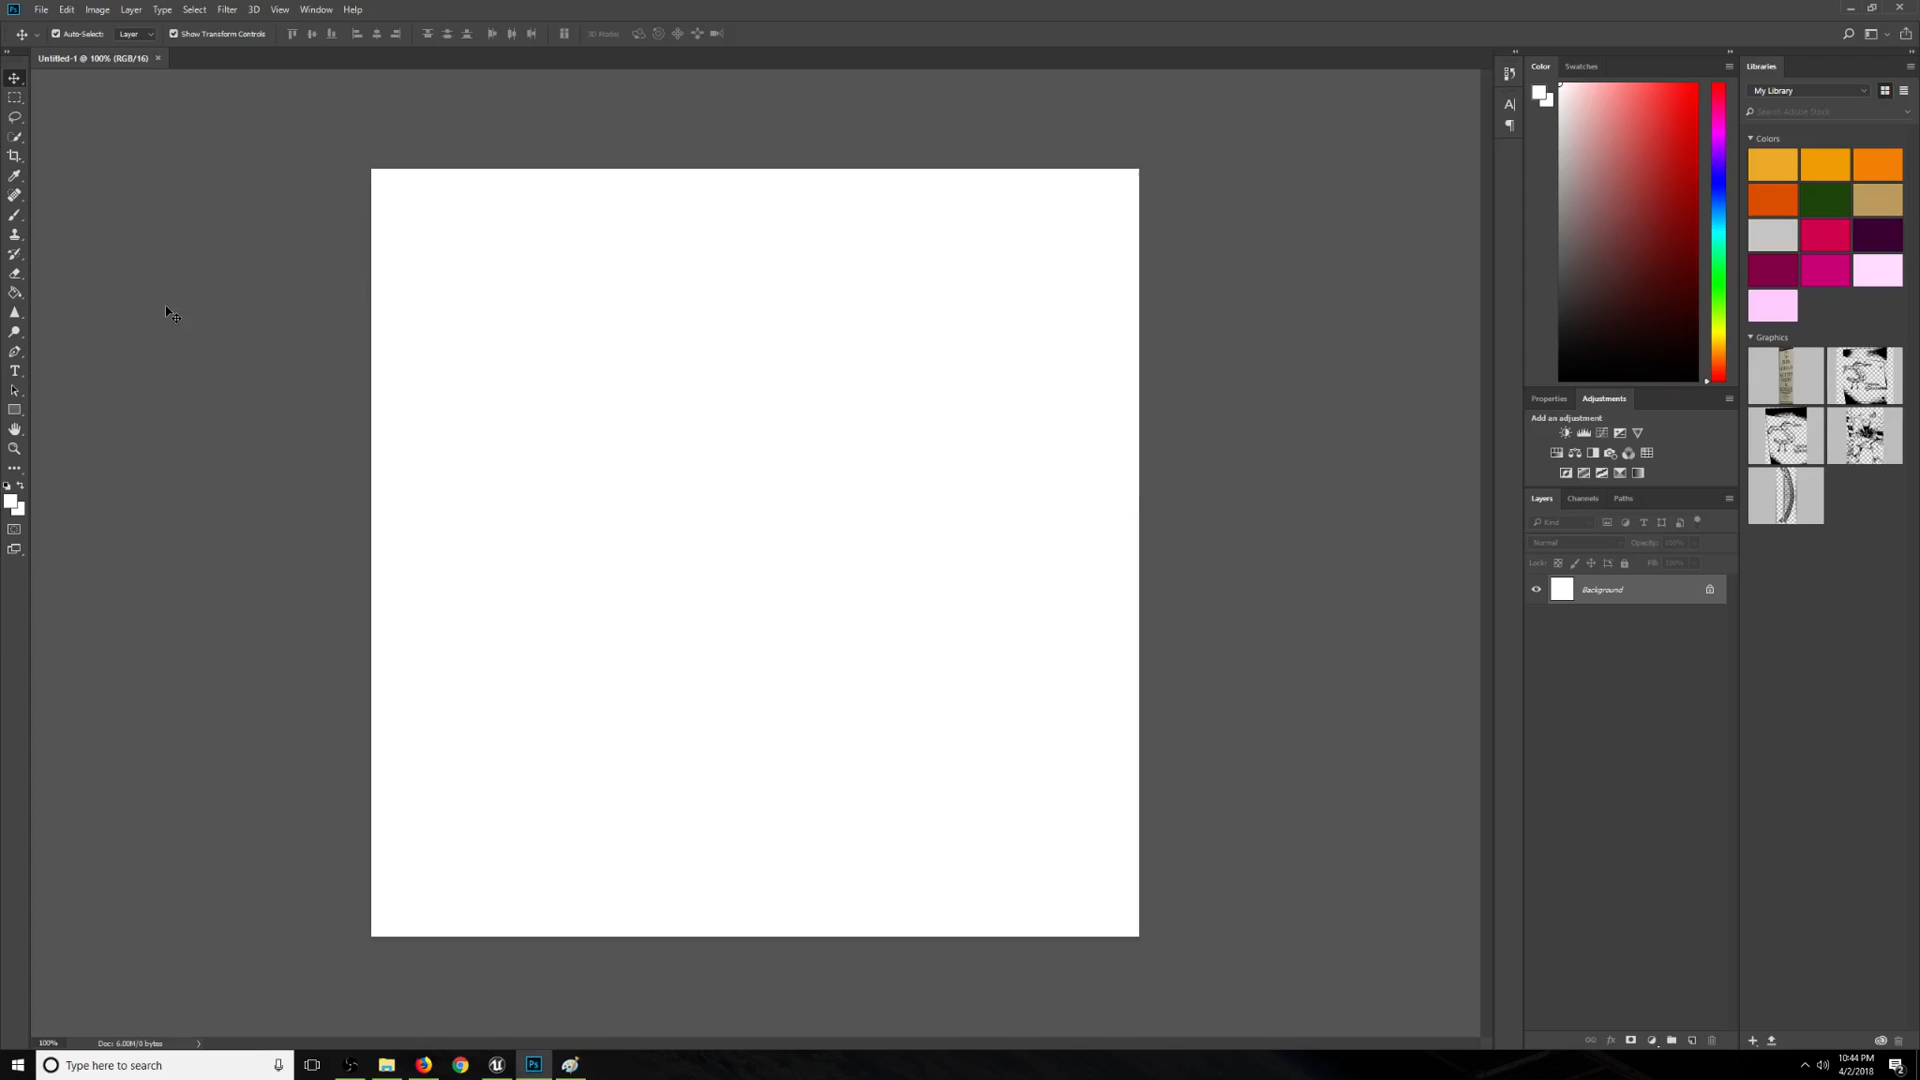 Ps File Edit Image Layer Type Select Filter 3D View Window Help
Auto-Select: Layer Show Transform Controls 3D Mode:
Untitled-1 @ 100% (RGB/16) ×
Color Swatches
Libraries
My Library
Search Adobe Stock
Colors
Graphics
Properties Adjustments
Add an adjustment
Layers Channels Paths
Kind
Normal Opacity: 100%
Lock: Fill: 100%
Background
100% Doc: 6.00M/0 bytes
Type here to search
Ps
10:44 PM
4/2/2018
2